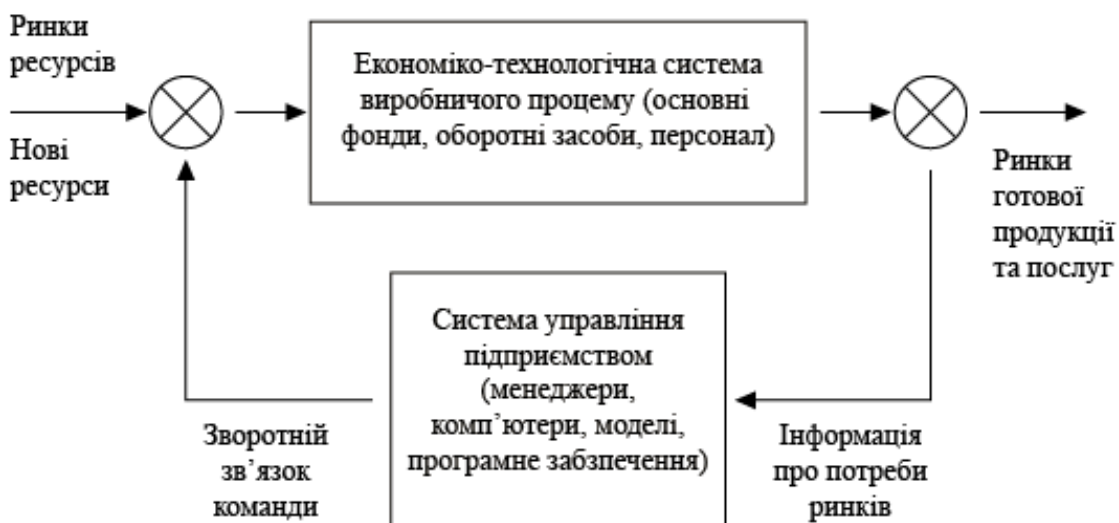 Ринки
ресурсів
Нові
ресурси
Економіко-технологічна система
виробничого процему (основні
фонди, оборотні засоби, персонал)
Ринки
готової
продукції
та послуг
Система управління
підприємством
(менеджери,
комп’ютери, моделі,
програмне забзпечення)
Зворотній
зв’язок
команди
Інформація
про потреби
ринків